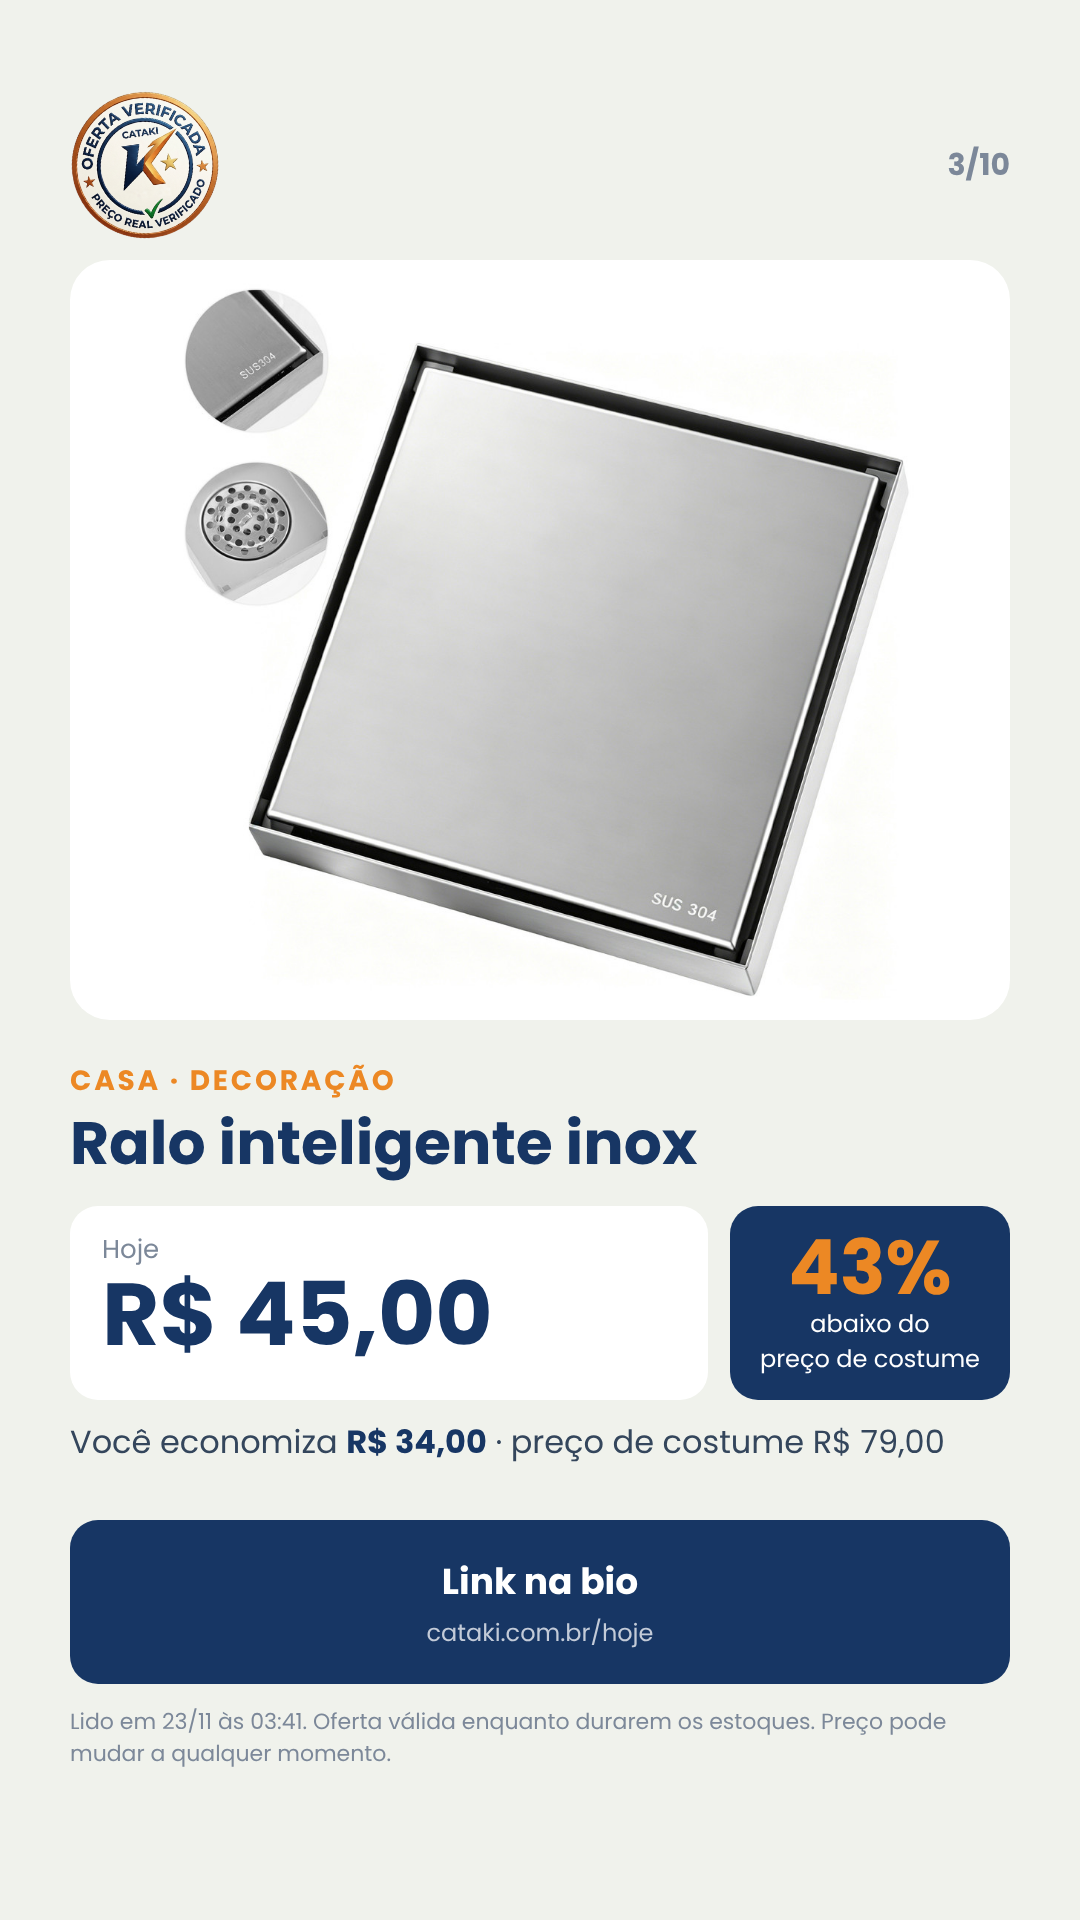 OFERTA VERIFICADA
CATAKI
K
PREÇO REAL VERIFICADO
3/10
SUS304
SUS 304
CASA · DECORAÇÃO
Ralo inteligente inox
Hoje
R$ 45,00
43%
abaixo do
preço de costume
Você economiza R$ 34,00 · preço de costume R$ 79,00
Link na bio
cataki.com.br/hoje
Lido em 23/11 às 03:41. Oferta válida enquanto durarem os estoques. Preço pode
mudar a qualquer momento.